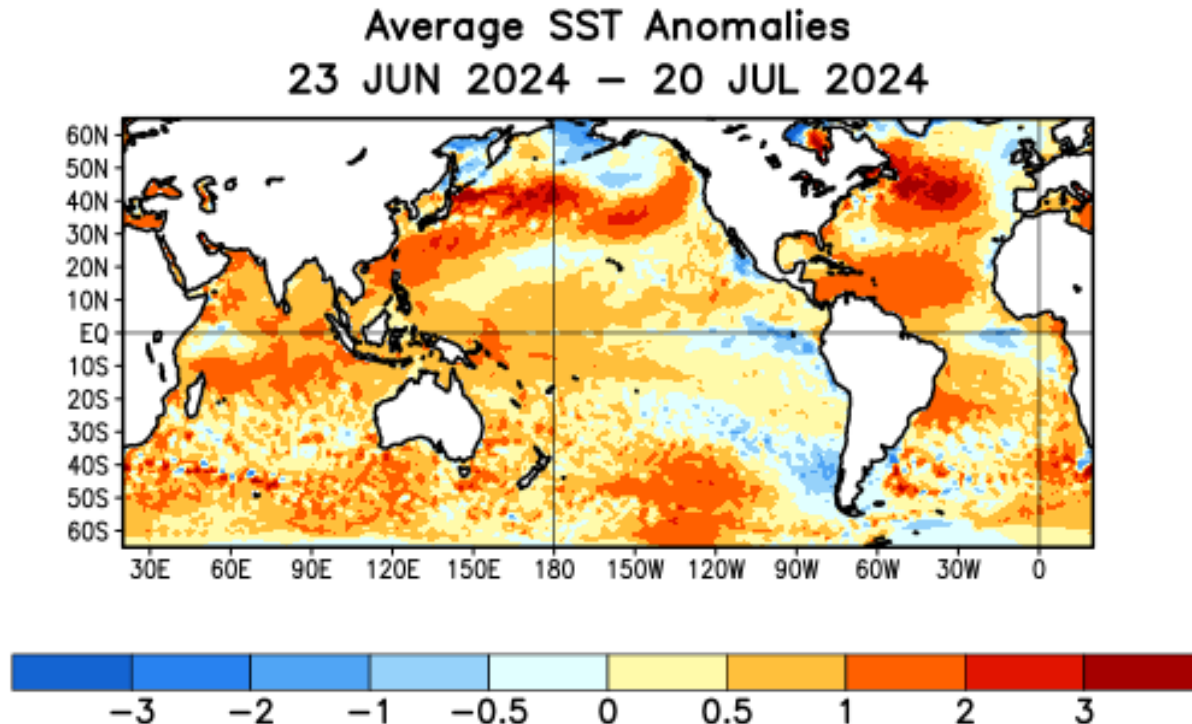 Average SST Anomalies
23 JUN 2024 – 20 JUL 2024
60N
50N
40N
30N
20N
10N
EQ
10S
20S
30S
40S
50S
60S
30E 60E 90E 120E 150E 180 150W 120W 90W 60W 30W 0
−3 −2 −1 −0.5 0 0.5 1 2 3